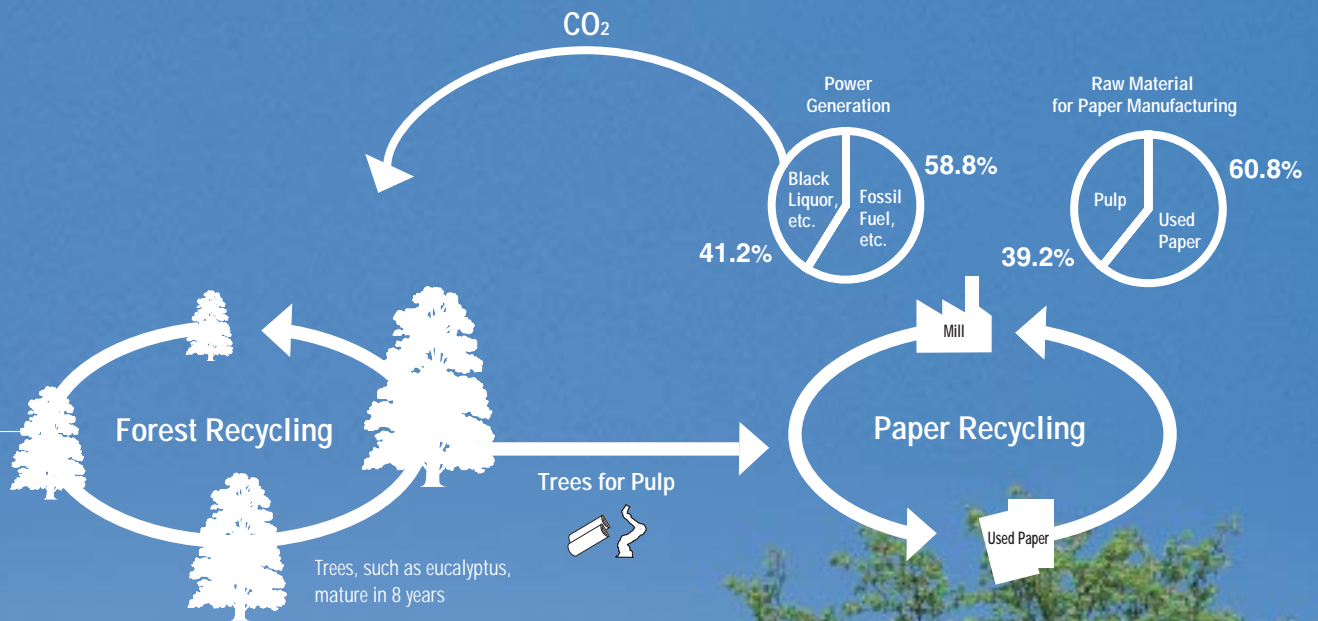 CO₂
Power
Generation
Raw Material
for Paper Manufacturing
58.8%
60.8%
Black
Liquor,
etc.
Fossil
Fuel,
etc.
Pulp
Used
Paper
41.2%
39.2%
Mill
Forest Recycling
Paper Recycling
Trees for Pulp
Used Paper
Trees, such as eucalyptus,
mature in 8 years